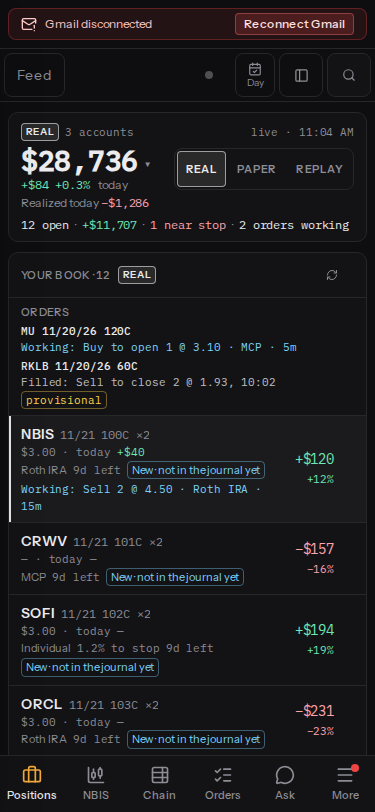 Gmail disconnected
Reconnect Gmail
Feed
Day
REAL 3 accounts
live · 11:04 AM
$28,736
+$84 +0.3% today
Realized today −$1,286
REAL PAPER REPLAY
12 open · +$11,707 · 1 near stop · 2 orders working
YOUR BOOK · 12 REAL
ORDERS
MU 11/20/26 120C
Working: Buy to open 1 @ 3.10 · MCP · 5m
RKLB 11/20/26 60C
Filled: Sell to close 2 @ 1.93, 10:02
provisional
NBIS 11/21 100C ×2
$3.00 · today +$40
Roth IRA 9d left New · not in the journal yet
Working: Sell 2 @ 4.50 · Roth IRA ·
15m
+$120
+12%
CRWV 11/21 101C ×2
— · today —
MCP 9d left New · not in the journal yet
−$157
−16%
SOFI 11/21 102C ×2
$3.00 · today —
Individual 1.2% to stop 9d left
New · not in the journal yet
+$194
+19%
ORCL 11/21 103C ×2
$3.00 · today —
Roth IRA 9d left New · not in the journal yet
−$231
−23%
Positions NBIS Chain Orders Ask More